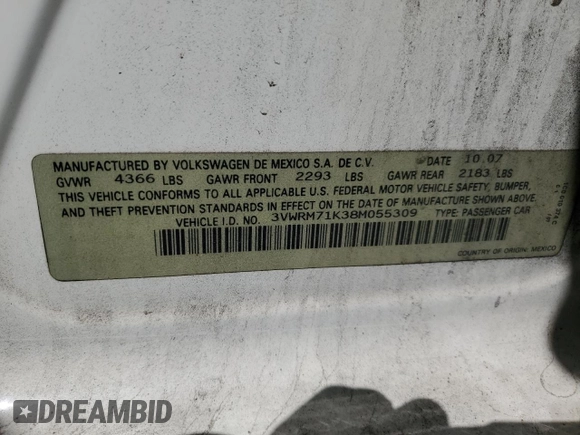 MANUFACTURED BY VOLKSWAGEN DE MEXICO S.A. DE C.V. DATE 10.07
GVWR 4366 LBS GAWR FRONT 2293 LBS GAWR REAR 2183 LBS
THIS VEHICLE CONFORMS TO ALL APPLICABLE U.S. FEDERAL MOTOR VEHICLE SAFETY, BUMPER,
AND THEFT PREVENTION STANDARDS IN EFFECT ON THE DATE OF MANUFACTURE SHOWN ABOVE.
VEHICLE I.D. NO. 3VWRM71K38M055309 TYPE: PASSENGER CAR
COUNTRY OF ORIGIN: MEXICO
DREAMBID